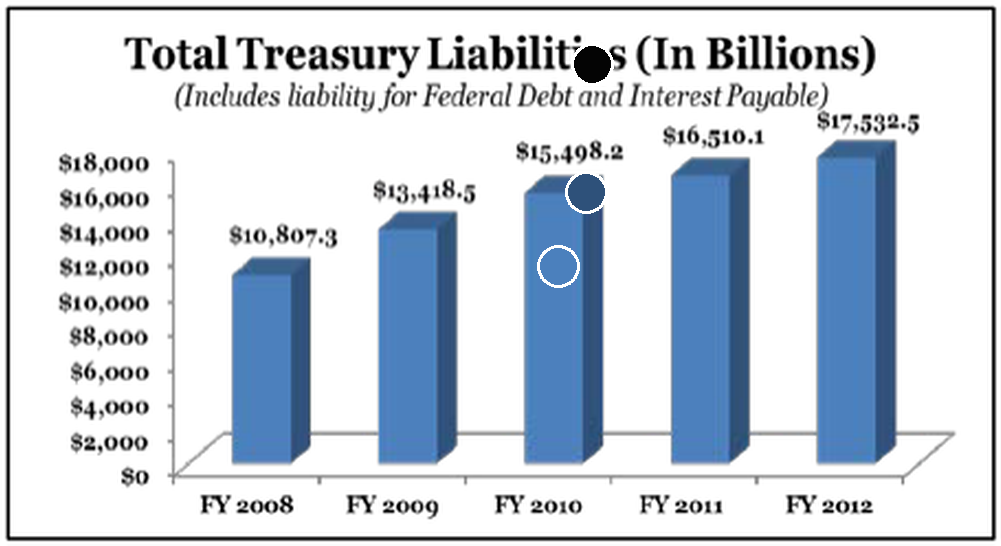 Total Treasury Liabilities (In Billions)
(Includes liability for Federal Debt and Interest Payable)
$10,807.3
$13,418.5
$15,498.2
$16,510.1
$17,532.5
$18,000
$16,000
$14,000
$12,000
$10,000
$8,000
$6,000
$4,000
$2,000
$0
FY 2008
FY 2009
FY 2010
FY 2011
FY 2012